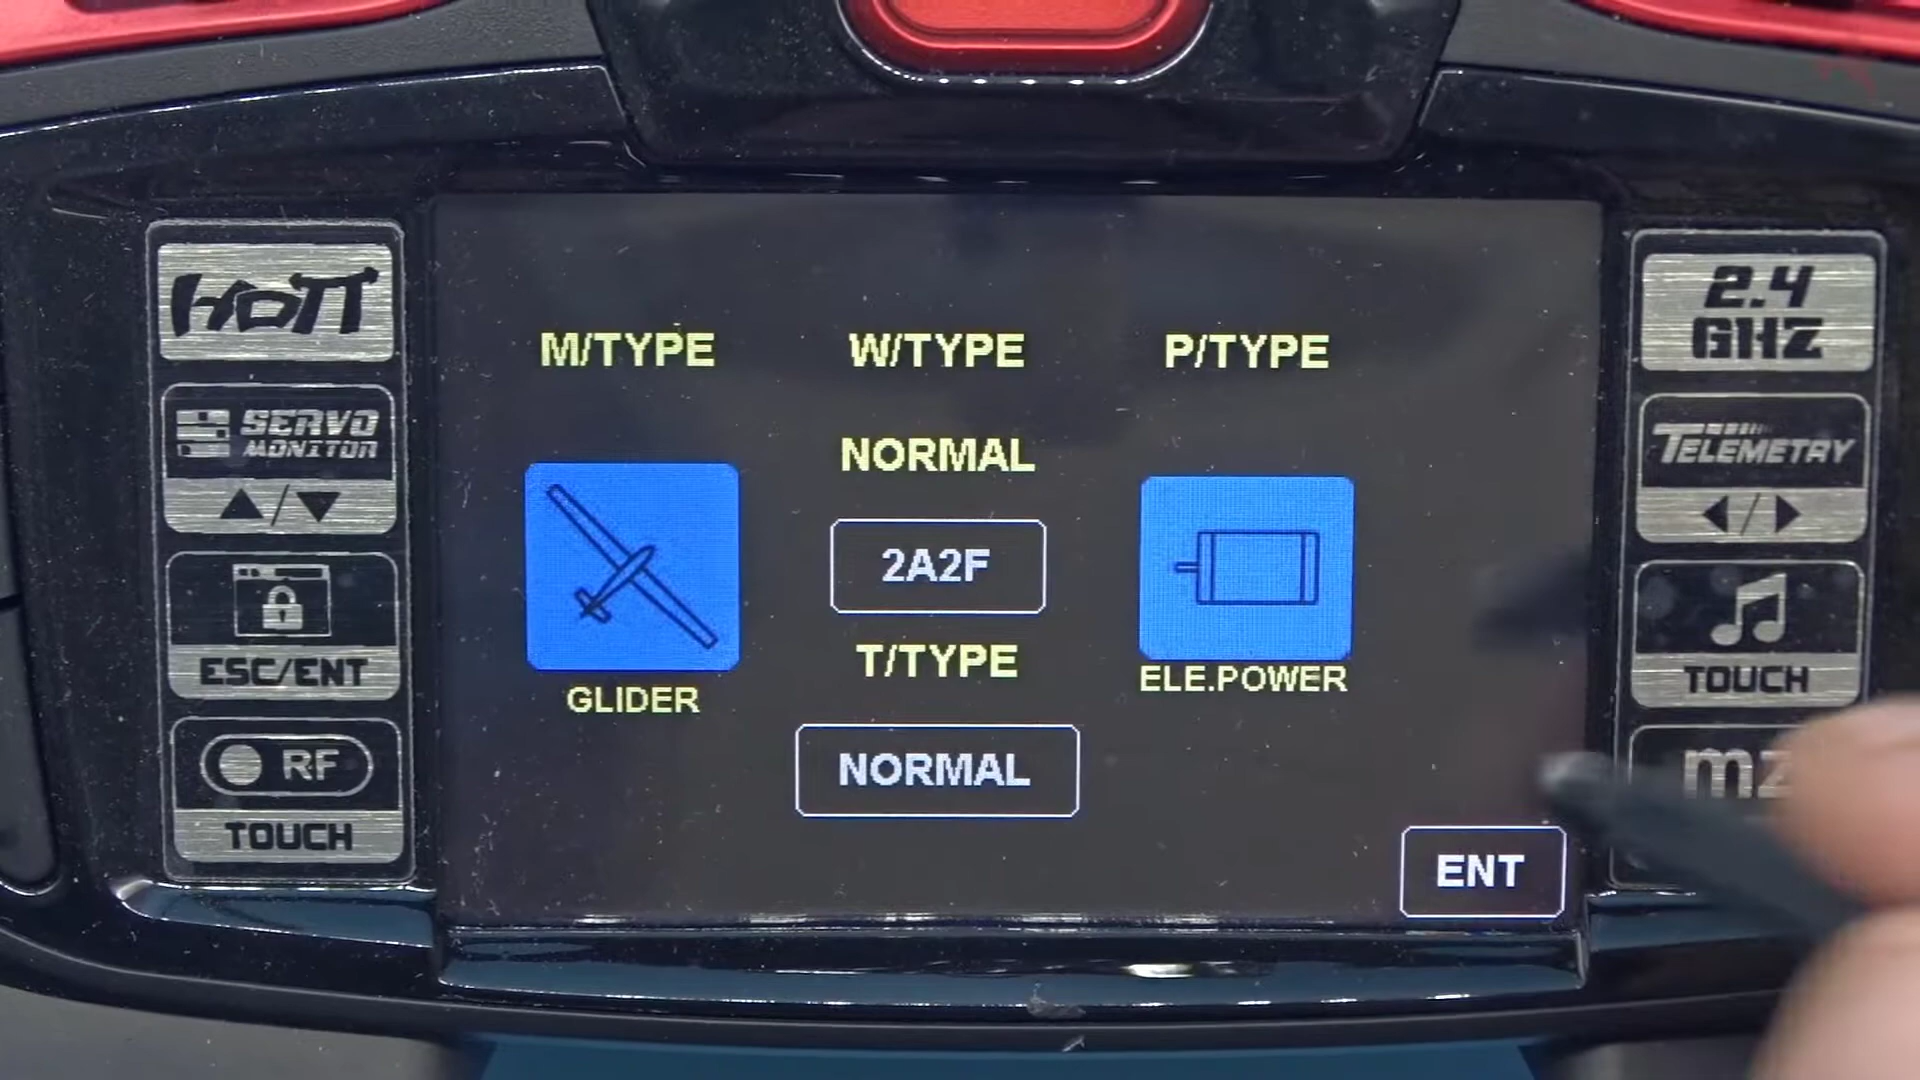 HOTT
SERVO
MONITOR
▲/▼
ESC/ENT
RF
TOUCH
M/TYPE
W/TYPE
P/TYPE
NORMAL
2A2F
T/TYPE
GLIDER
ELE.POWER
NORMAL
ENT
2.4
GHZ
TELEMETRY
◀/▶
TOUCH